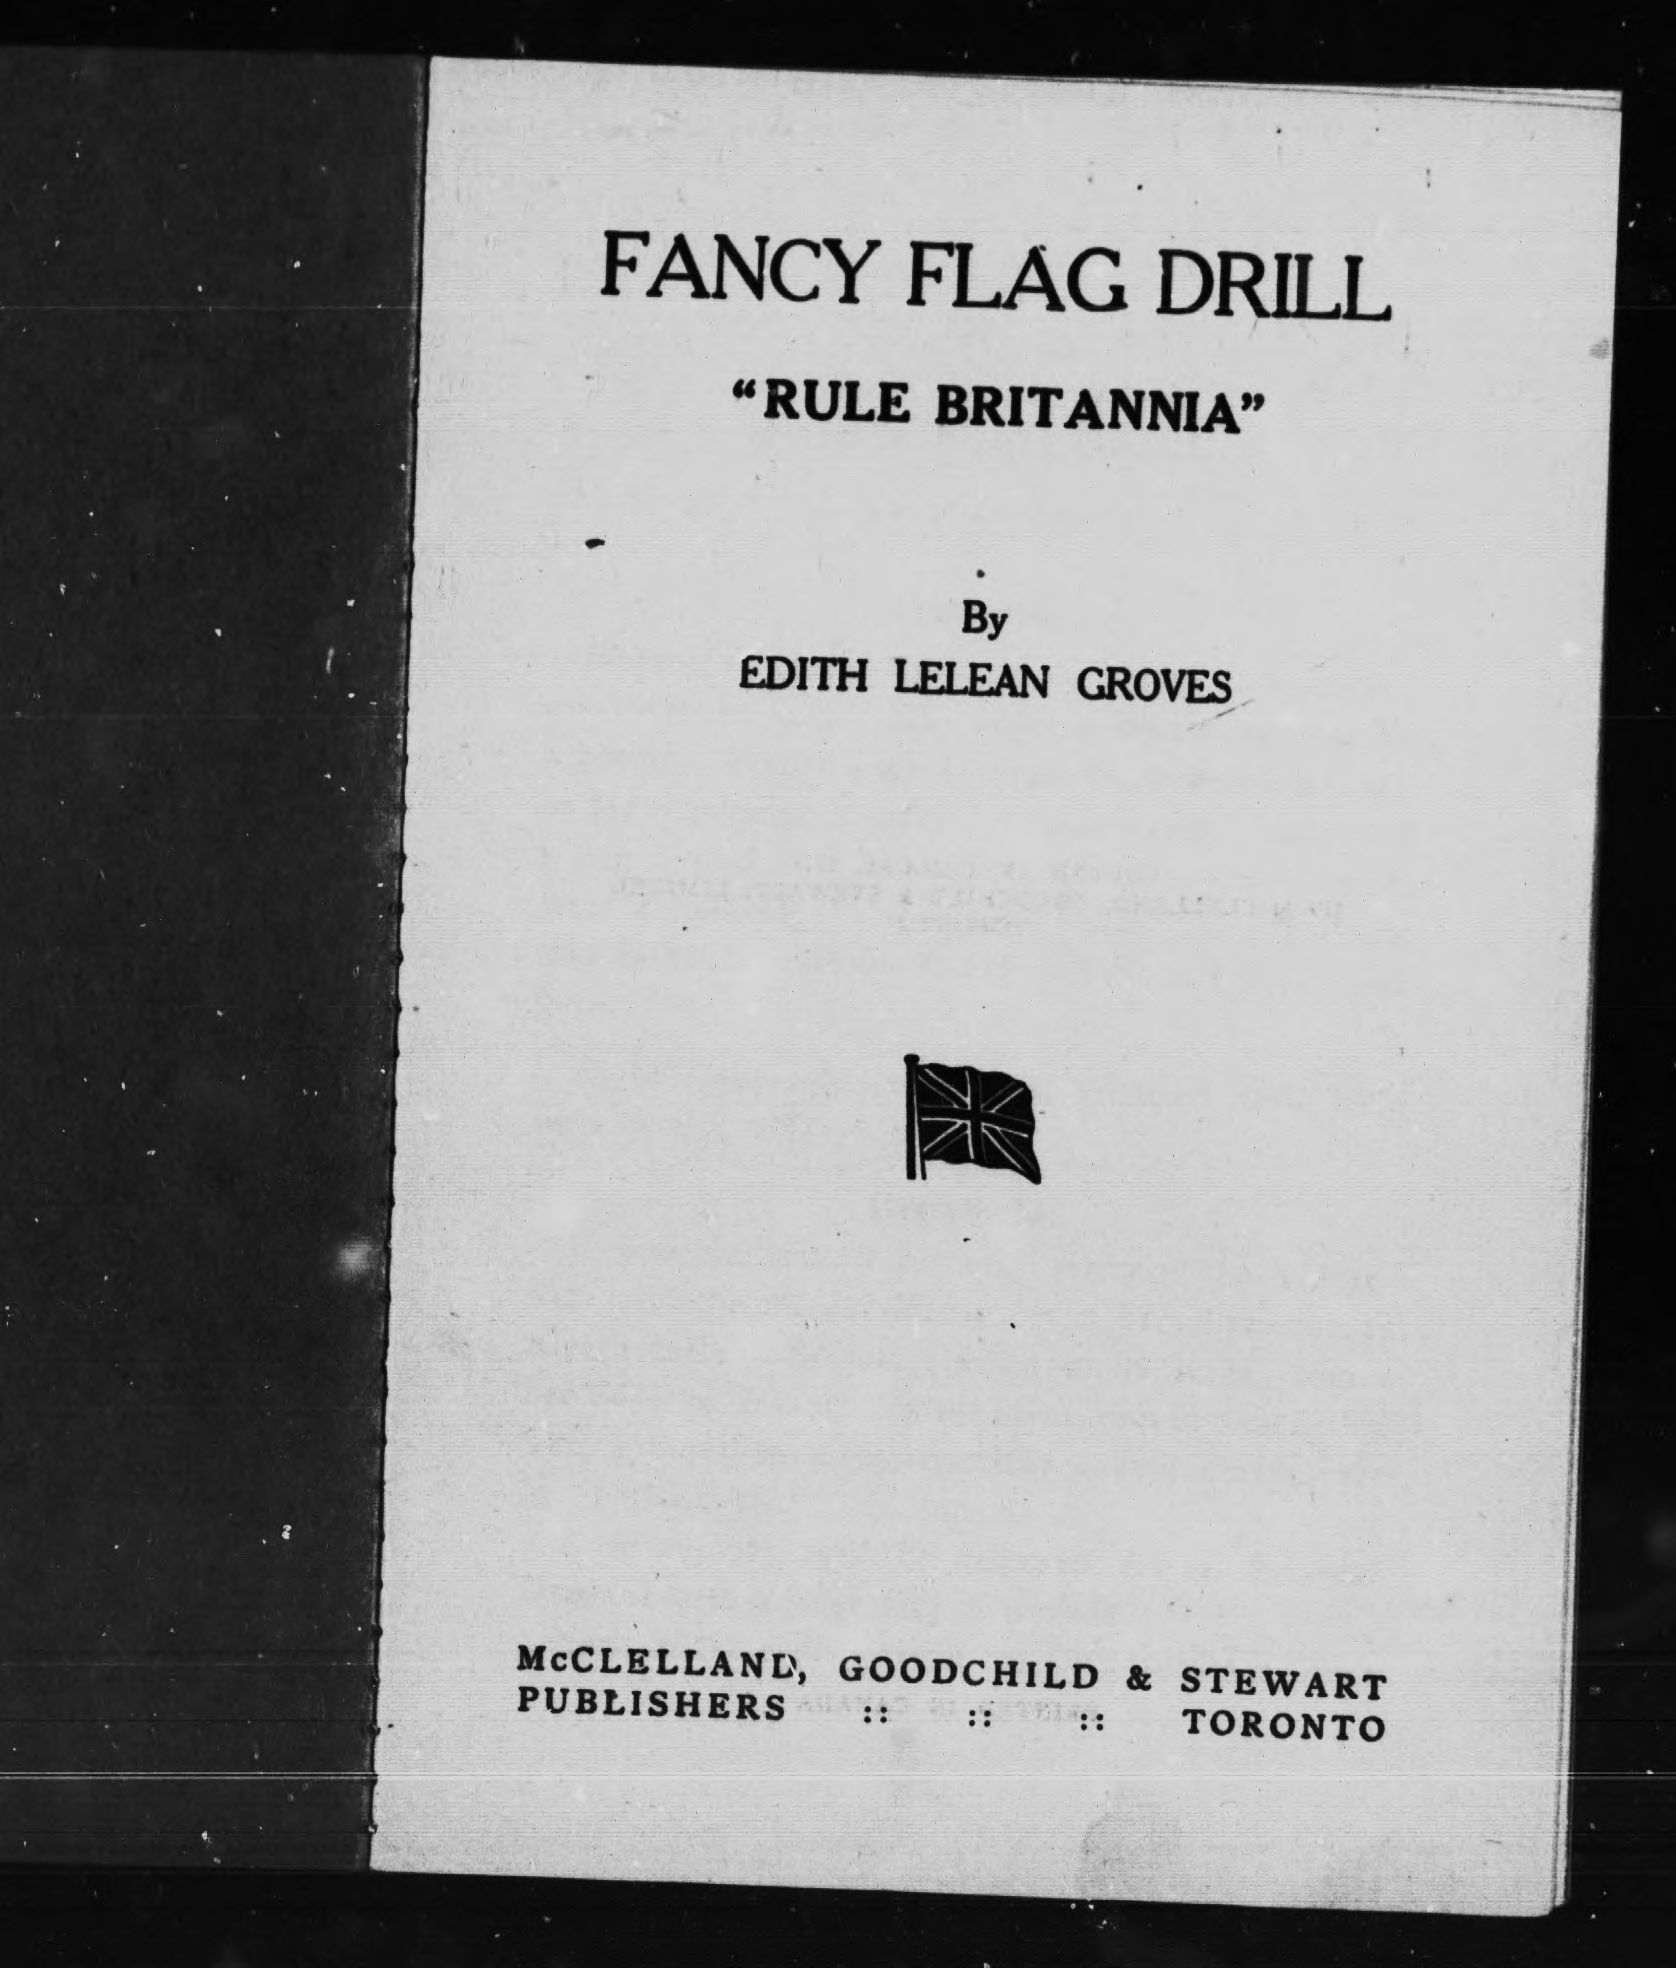 FANCY FLAG DRILL
“RULE BRITANNIA”
By
EDITH LELEAN GROVES
McCLELLAND, GOODCHILD & STEWART
PUBLISHERS :: :: :: TORONTO